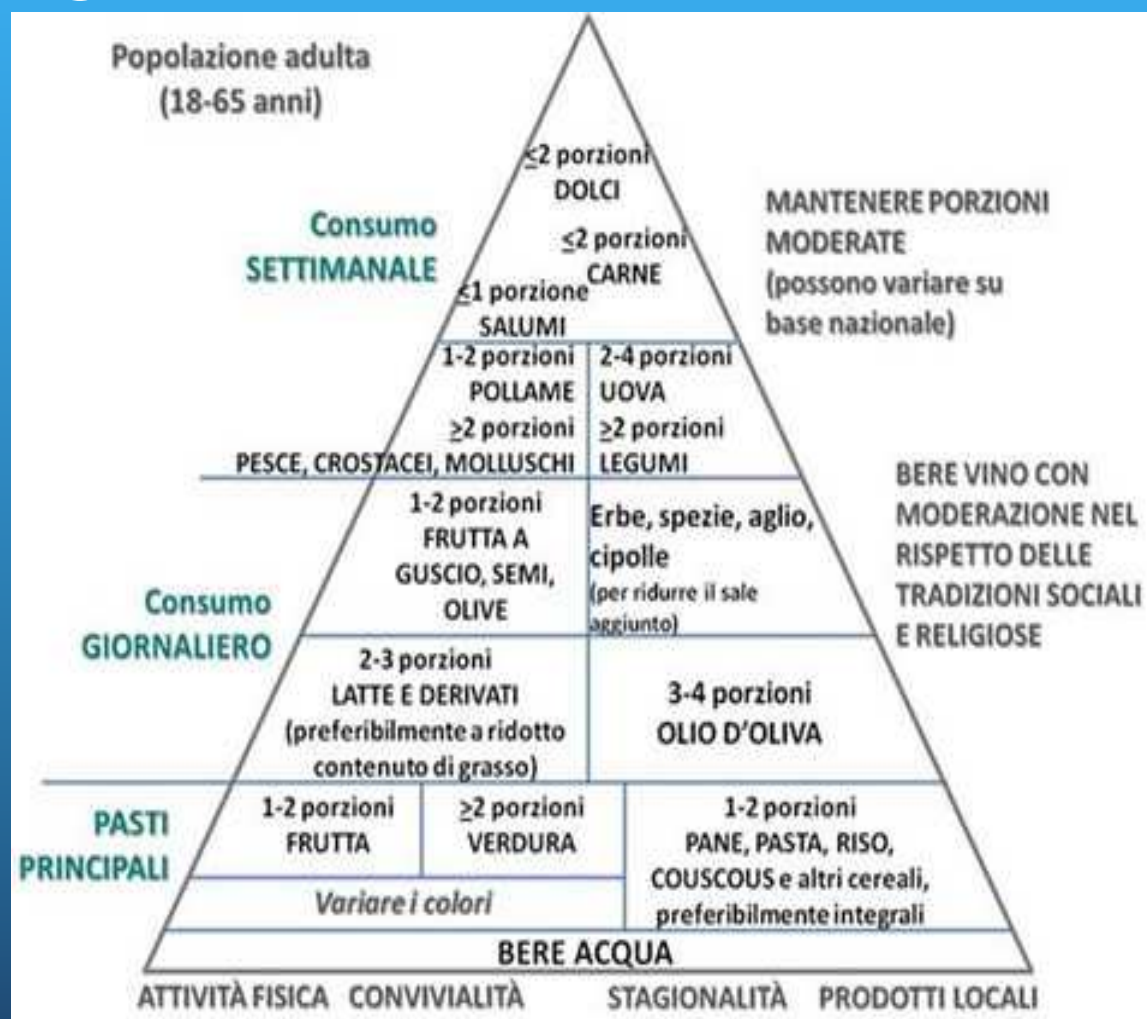 Popolazione adulta
(18-65 anni)
≤2 porzioni
DOLCI
Consumo
SETTIMANALE
≤2 porzioni
CARNE
≤1 porzione
SALUMI
MANTENERE PORZIONI
MODERATE
(possono variare su
base nazionale)
1-2 porzioni
POLLAME
≥2 porzioni
PESCE, CROSTACEI, MOLLUSCHI
2-4 porzioni
UOVA
≥2 porzioni
LEGUMI
BERE VINO CON
MODERAZIONE NEL
RISPETTO DELLE
TRADIZIONI SOCIALI
E RELIGIOSE
Consumo
GIORNALIERO
1-2 porzioni
FRUTTA A
GUSCIO, SEMI,
OLIVE
Erbe, spezie, aglio,
cipolle
(per ridurre il sale
aggiunto)
2-3 porzioni
LATTE E DERIVATI
(preferibilmente a ridotto
contenuto di grasso)
3-4 porzioni
OLIO D'OLIVA
PASTI
PRINCIPALI
1-2 porzioni
FRUTTA
≥2 porzioni
VERDURA
Variare i colori
1-2 porzioni
PANE, PASTA, RISO,
COUSCOUS e altri cereali,
preferibilmente integrali
BERE ACQUA
ATTIVITÀ FISICA CONVIVIALITÀ STAGIONALITÀ PRODOTTI LOCALI